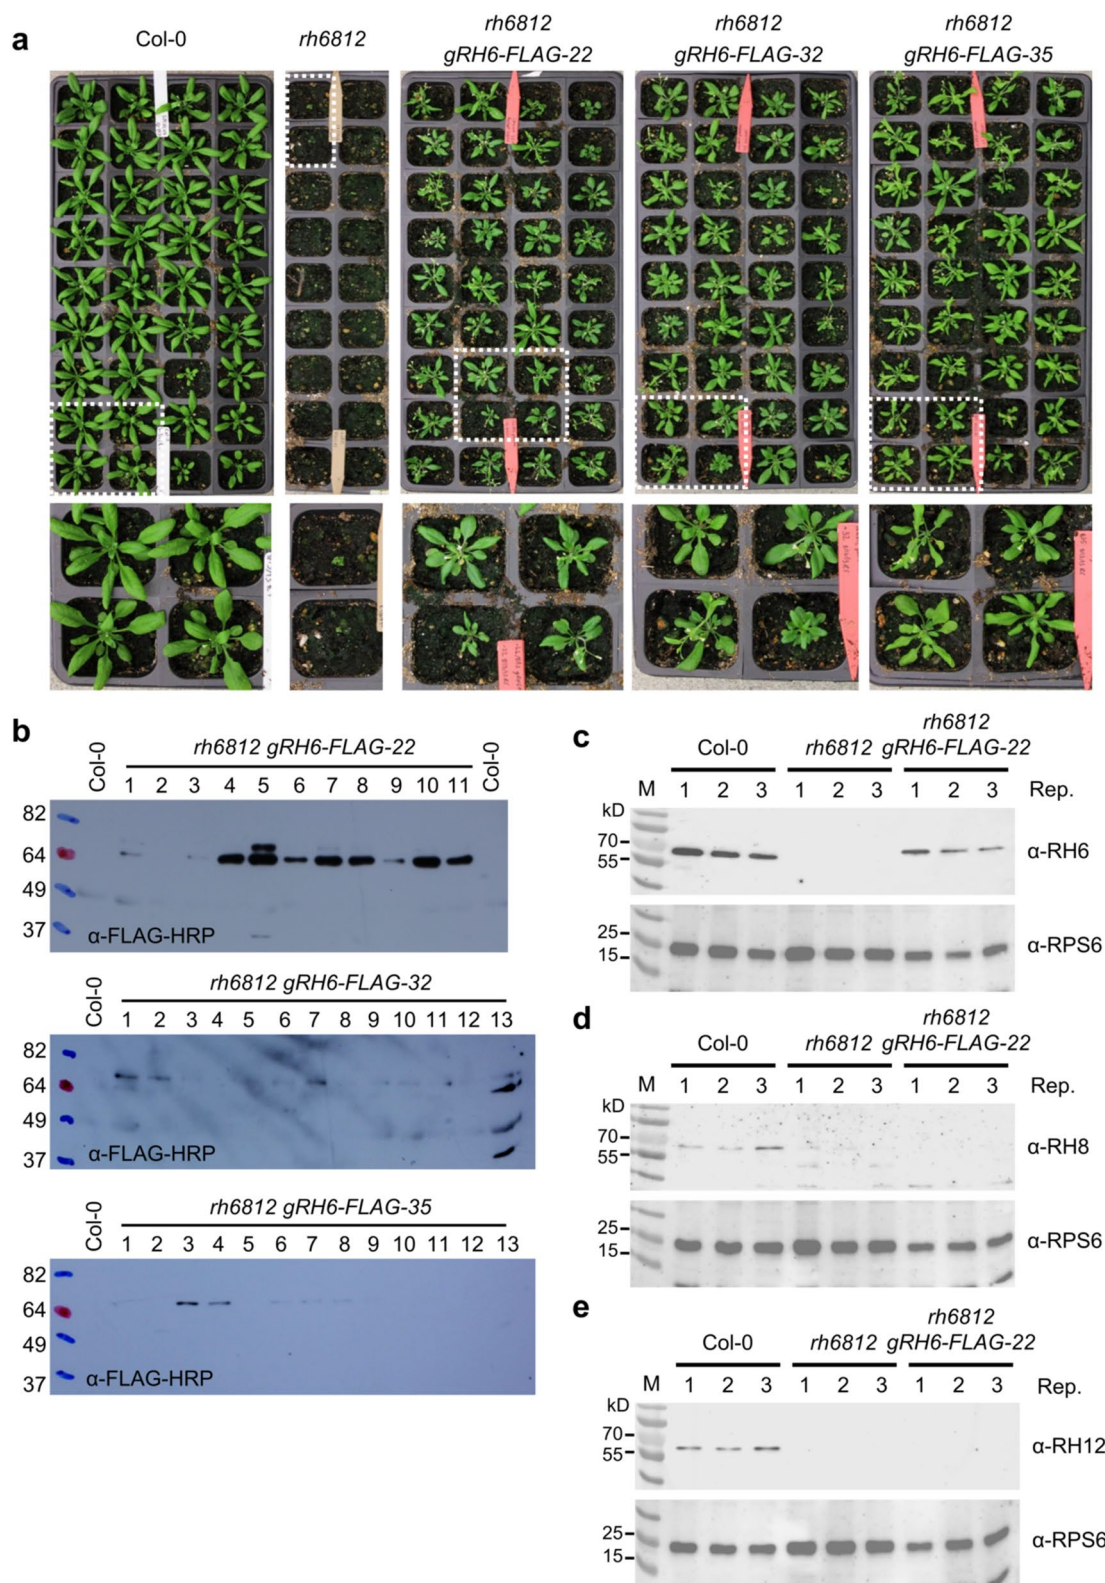 a
Col-0
rh6812
rh6812
gRH6-FLAG-22
rh6812
gRH6-FLAG-32
rh6812
gRH6-FLAG-35
b
Col-0
rh6812 gRH6-FLAG-22
Col-0
1 2 3 4 5 6 7 8 9 10 11
82
64
49
37
α-FLAG-HRP
rh6812 gRH6-FLAG-32
Col-0
1 2 3 4 5 6 7 8 9 10 11 12 13
82
64
49
37
α-FLAG-HRP
rh6812 gRH6-FLAG-35
Col-0
1 2 3 4 5 6 7 8 9 10 11 12 13
82
64
49
37
α-FLAG-HRP
c
rh6812
Col-0 rh6812 gRH6-FLAG-22
M 1 2 3 1 2 3 1 2 3 Rep.
kD
70
55
α-RH6
25
15
α-RPS6
d
rh6812
Col-0 rh6812 gRH6-FLAG-22
M 1 2 3 1 2 3 1 2 3 Rep.
kD
70
55
α-RH8
25
15
α-RPS6
e
rh6812
Col-0 rh6812 gRH6-FLAG-22
M 1 2 3 1 2 3 1 2 3 Rep.
kD
70
55
α-RH12
25
15
α-RPS6